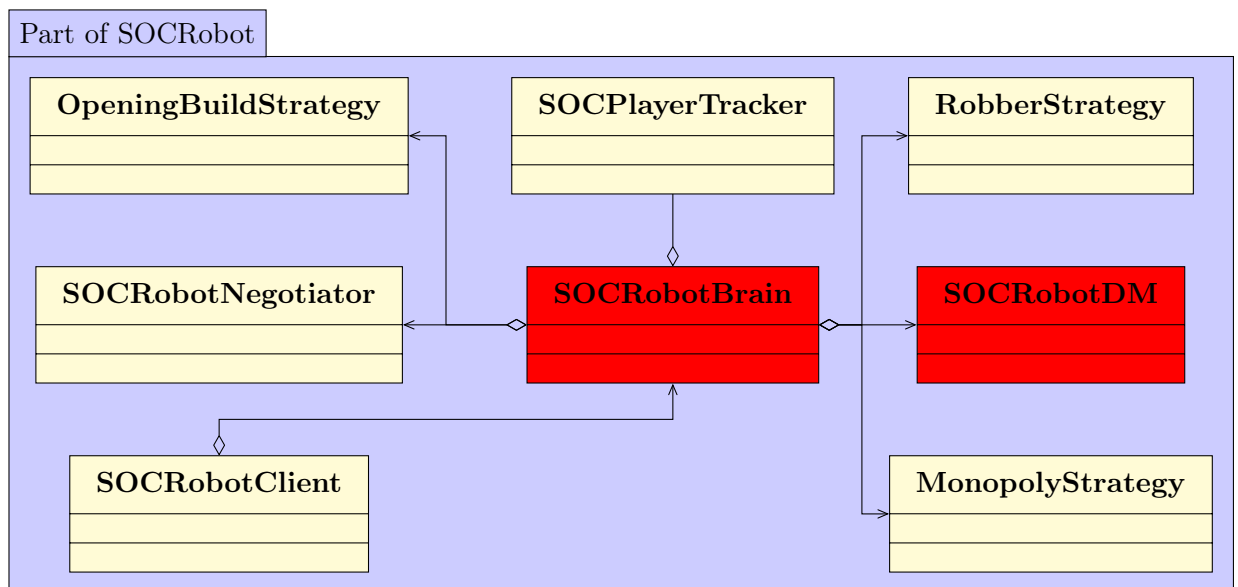 Part of SOCRobot
OpeningBuildStrategy
SOCPlayerTracker
RobberStrategy
SOCRobotNegotiator
SOCRobotBrain
SOCRobotDM
SOCRobotClient
MonopolyStrategy